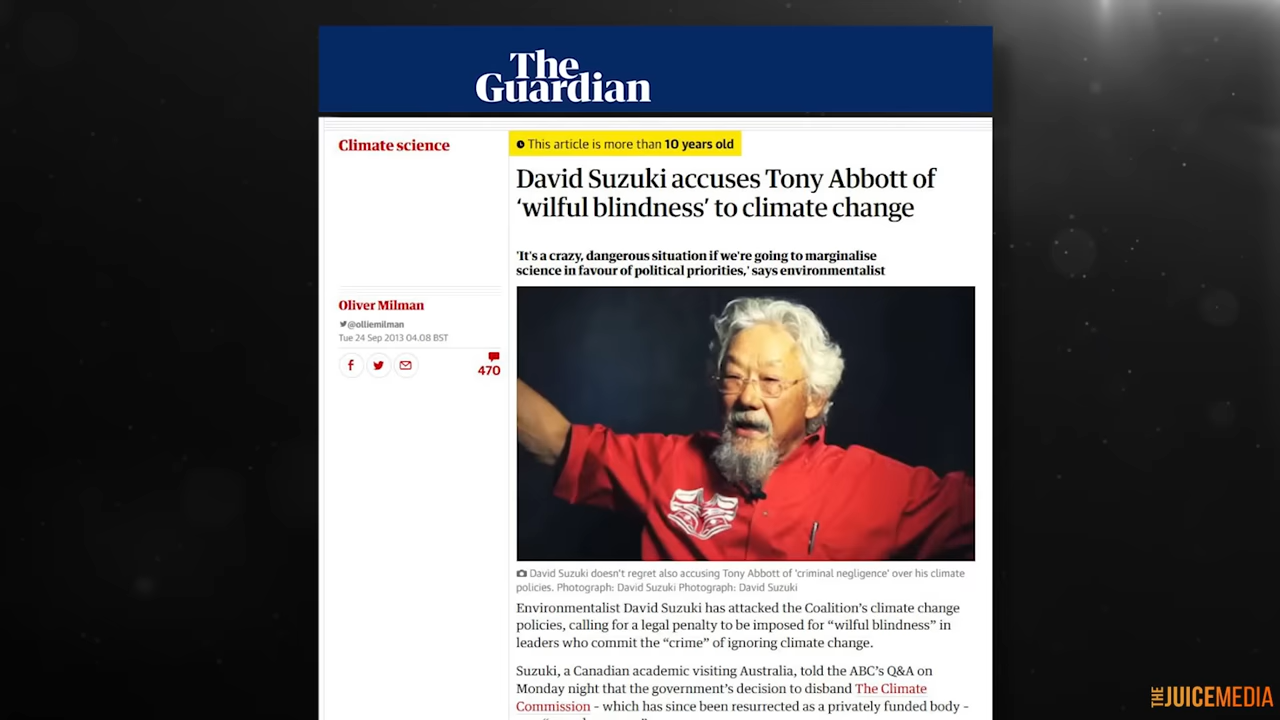 The
Guardian
Climate science
This article is more than 10 years old
David Suzuki accuses Tony Abbott of
‘wilful blindness’ to climate change
'It's a crazy, dangerous situation if we're going to marginalise
science in favour of political priorities,' says environmentalist
Oliver Milman
@olliemilman
Tue 24 Sep 2013 04.08 BST
470
David Suzuki doesn't regret also accusing Tony Abbott of 'criminal negligence' over his climate
policies. Photograph: David Suzuki Photograph: David Suzuki
Environmentalist David Suzuki has attacked the Coalition’s climate change
policies, calling for a legal penalty to be imposed for “wilful blindness” in
leaders who commit the “crime” of ignoring climate change.
Suzuki, a Canadian academic visiting Australia, told the ABC’s Q&A on
Monday night that the government’s decision to disband The Climate
Commission – which has since been resurrected as a privately funded body –
THE JUICEMEDIA